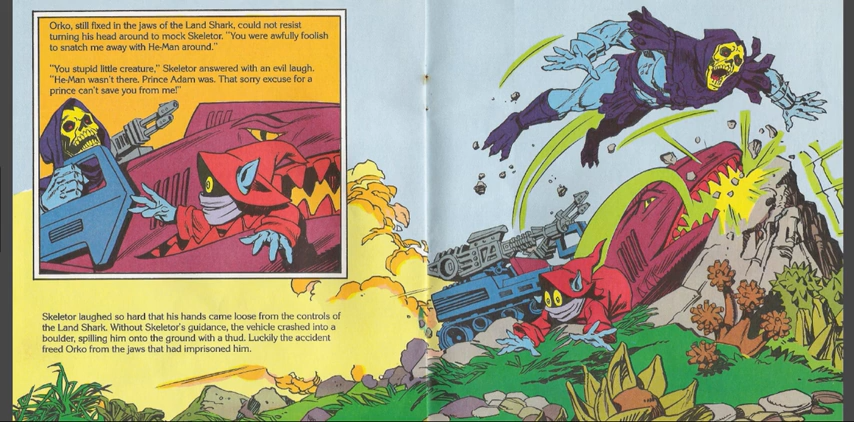 Orko, still fixed in the jaws of the Land Shark, could not resist
turning his head around to mock Skeletor. "You were awfully foolish
to snatch me away with He-Man around."
"You stupid little creature," Skeletor answered with an evil laugh.
"He-Man wasn't there. Prince Adam was. That sorry excuse for a
prince can't save you from me!"
Skeletor laughed so hard that his hands came loose from the controls of
the Land Shark. Without Skeletor's guidance, the vehicle crashed into a
boulder, spilling him onto the ground with a thud. Luckily the accident
freed Orko from the jaws that had imprisoned him.